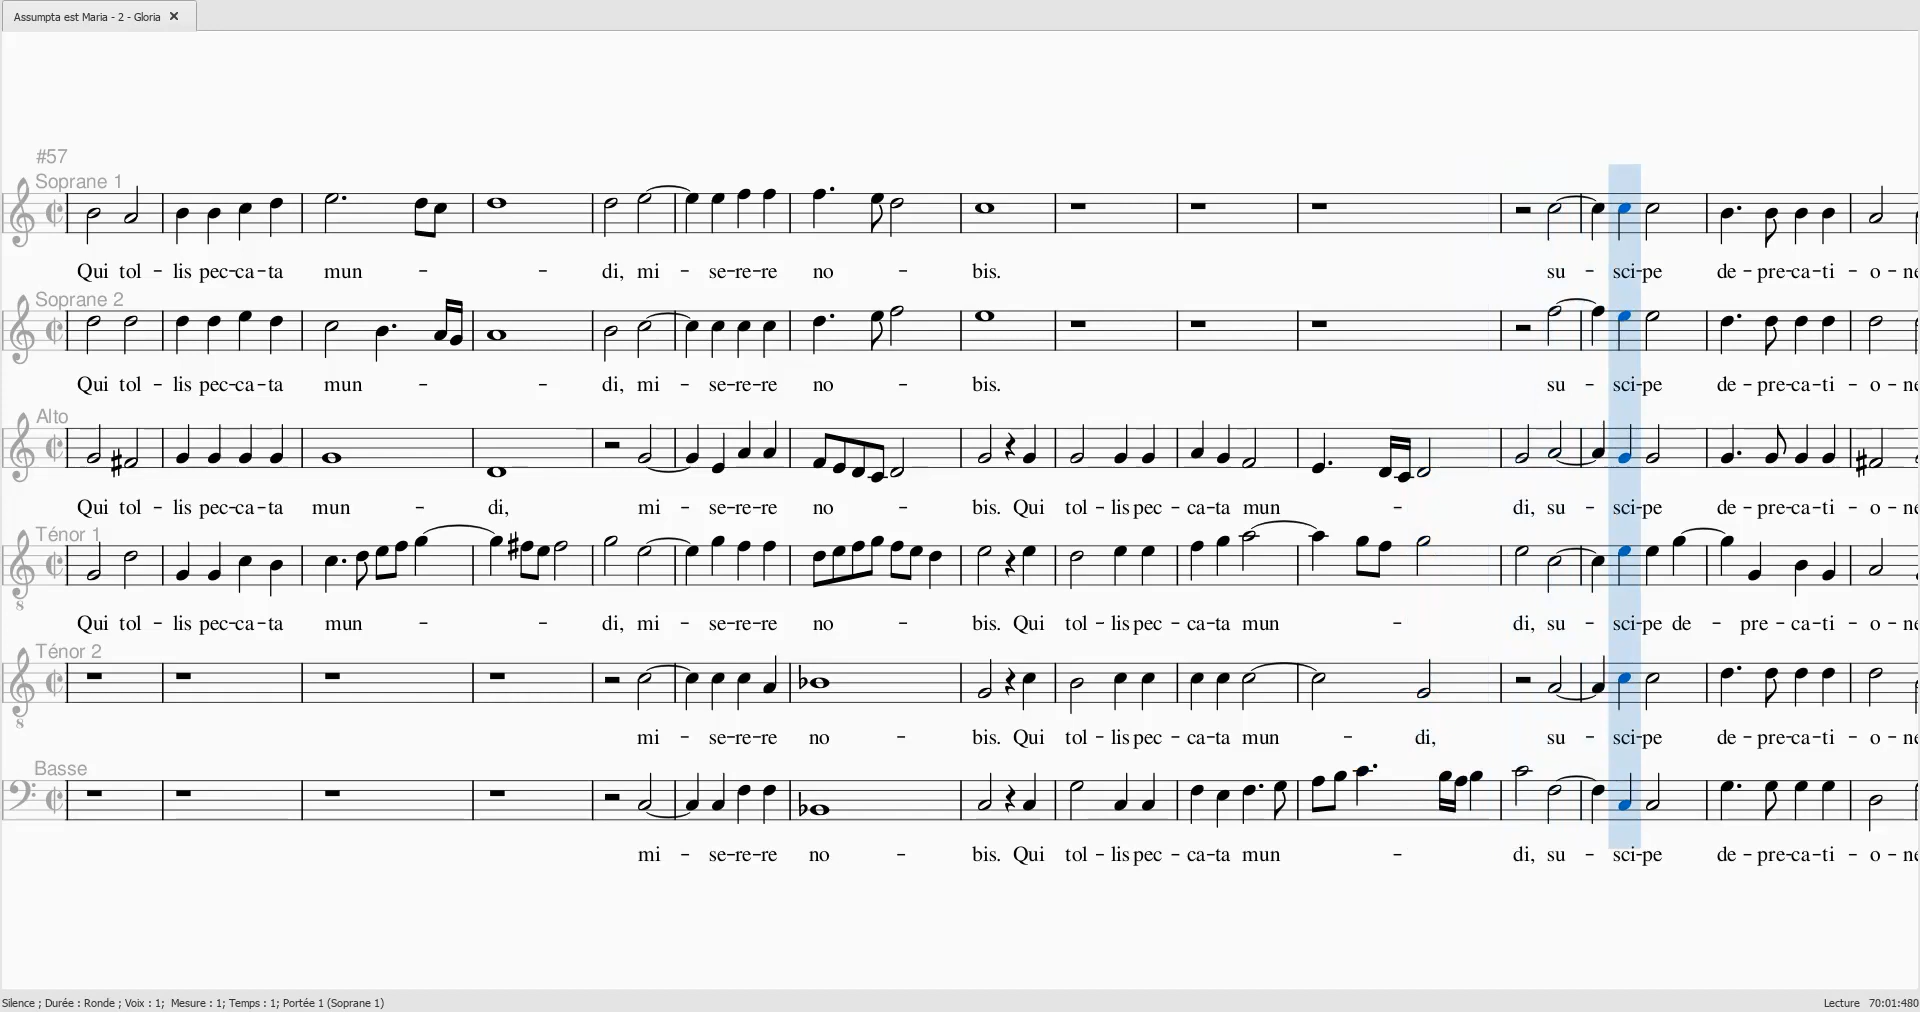 Assumpta est Maria - 2 - Gloria ✕
#57
Soprane 1
Qui tol - lis pec-ca-ta mun - - di, mi - se-re-re no - bis. su - sci-pe de-pre-ca-ti - o -
Soprane 2
Qui tol - lis pec-ca-ta mun - - di, mi - se-re-re no - bis. su - sci-pe de-pre-ca-ti - o -
Alto
Qui tol - lis pec-ca-ta mun - di, mi - se-re-re no - bis. Qui tol - lis pec - ca-ta mun - di, su - sci-pe de-pre-ca-ti - o -
Ténor 1
8
Qui tol - lis pec-ca-ta mun - - di, mi - se-re-re no - bis. Qui tol - lis pec - ca-ta mun - di, su - sci-pe de - pre - ca-ti - o -
Ténor 2
8
mi - se-re-re no - bis. Qui tol - lis pec - ca-ta mun - di, su - sci-pe de-pre-ca-ti - o -
Basse
mi - se-re-re no - bis. Qui tol - lis pec - ca-ta mun - di, su - sci-pe de-pre-ca-ti - o -
Silence ; Durée : Ronde ; Voix : 1; Mesure : 1; Temps : 1; Portée 1 (Soprane 1)
Lecture 70:01:480